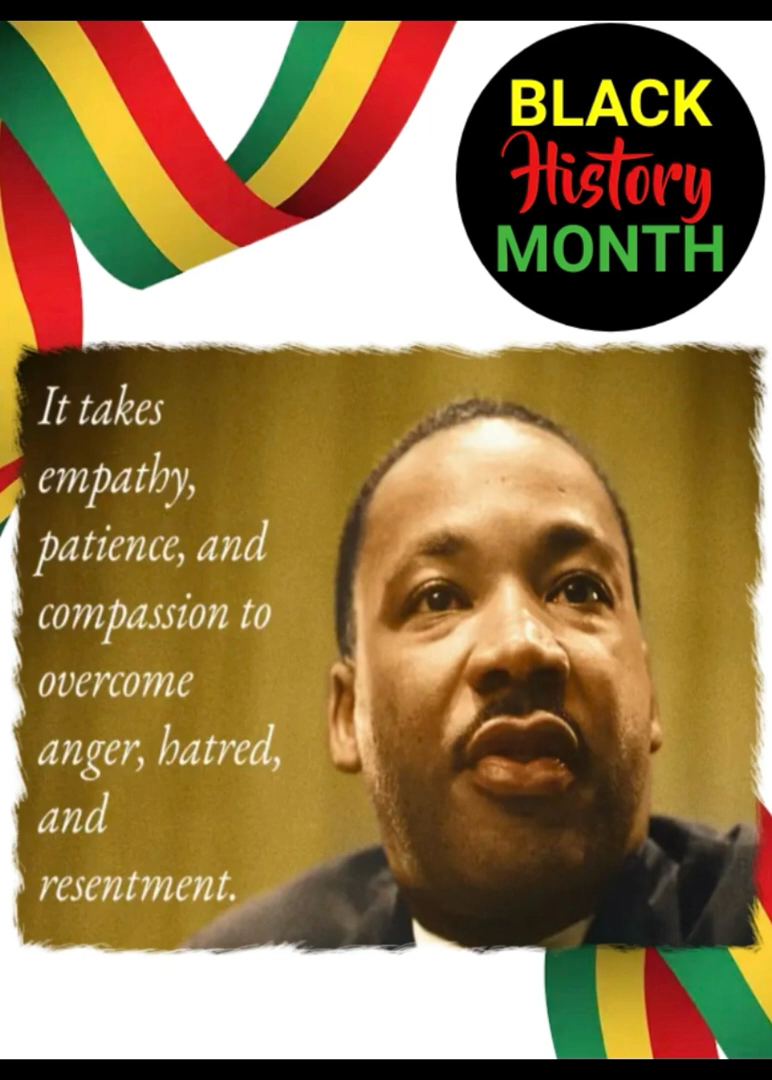 BLACK
History
MONTH
It takes
empathy,
patience, and
compassion to
overcome
anger, hatred,
and
resentment.